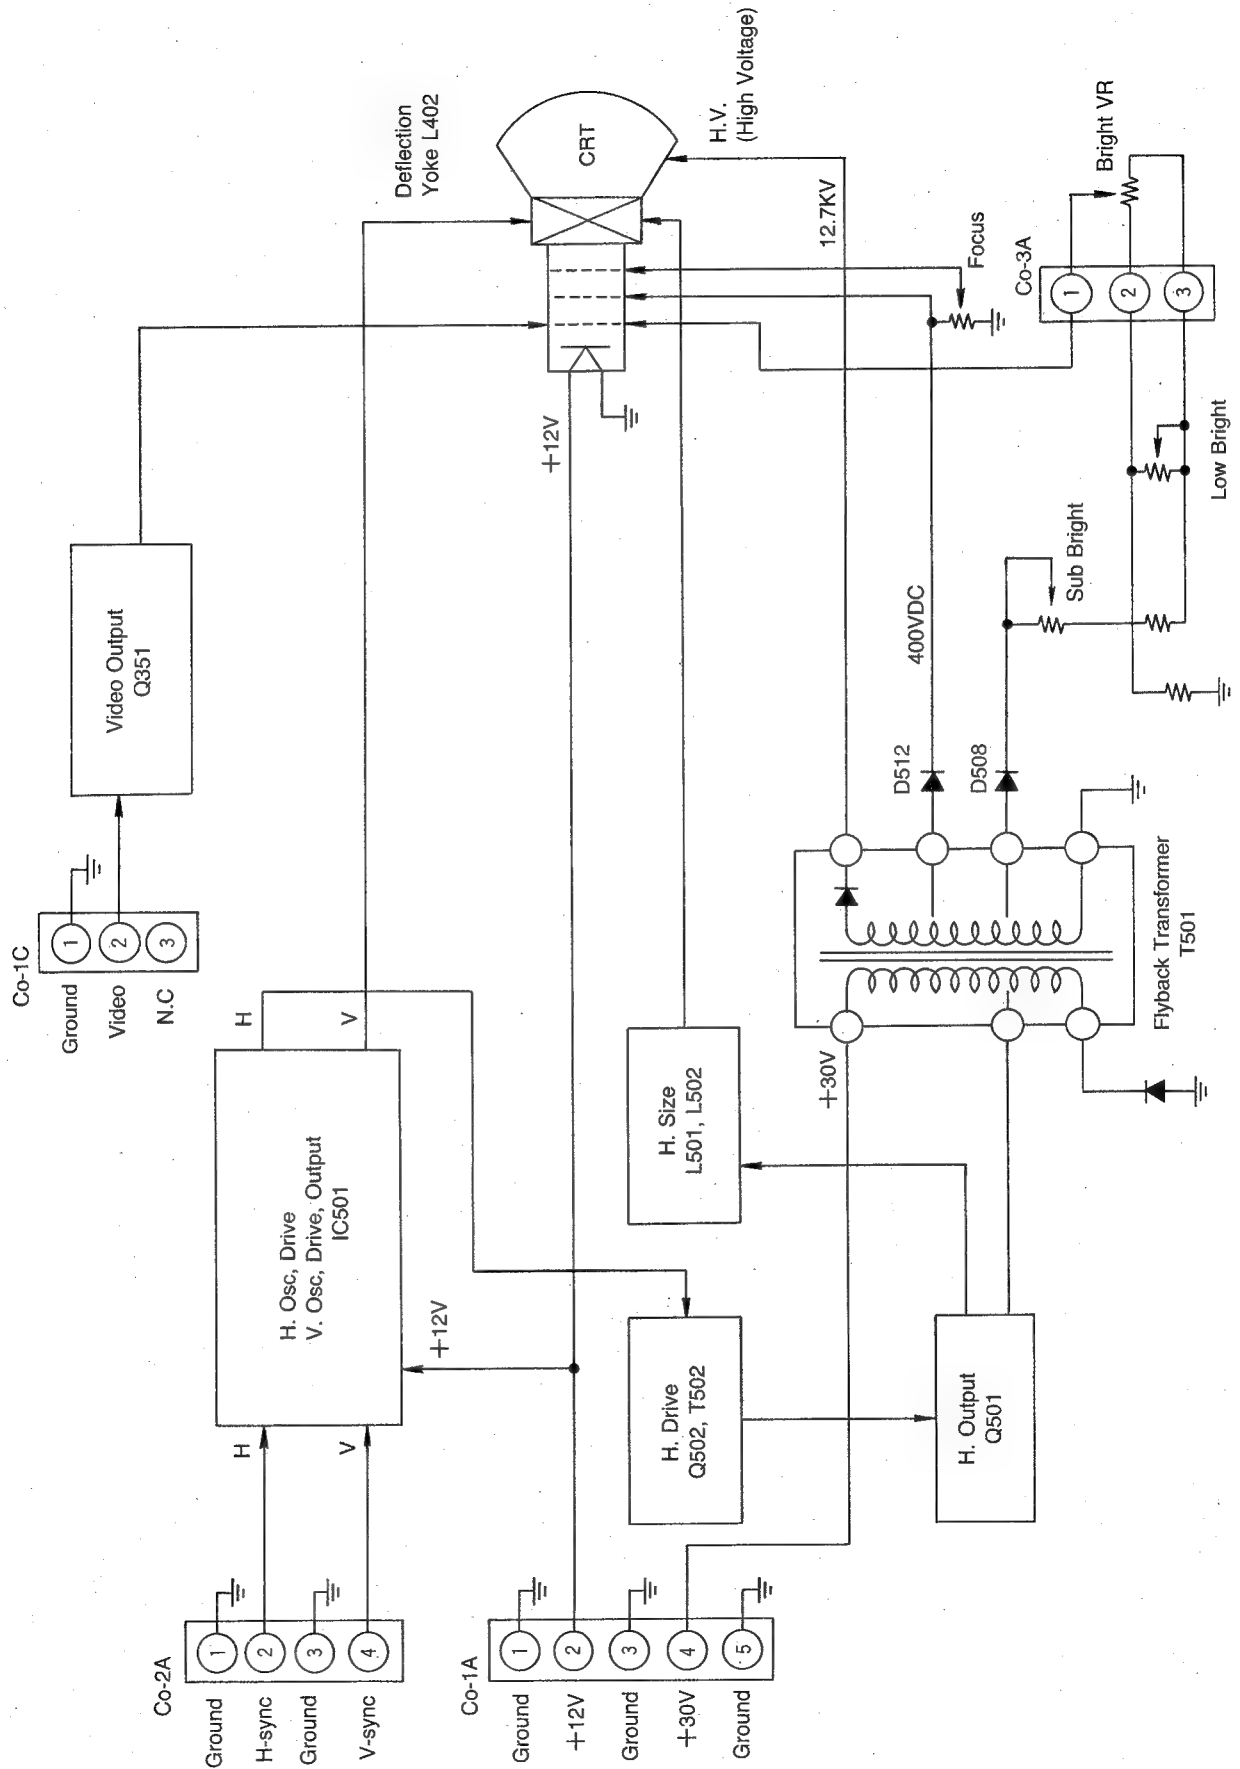 Co-1C
Ground
Video
N.C
1
2
3
Video Output
Q351
Deflection
Yoke L402
CRT
H.V.
(High Voltage)
Co-2A
Ground
H-sync
Ground
V-sync
1
2
3
4
H
V
H. Osc, Drive
V. Osc, Drive, Output
IC501
H
V
+12V
+12V
Co-1A
Ground
+12V
Ground
+30V
Ground
1
2
3
4
5
H. Drive
Q502, T502
H. Size
L501, L502
H. Output
Q501
+30V
Flyback Transformer
T501
D512
D508
400VDC
12.7KV
Focus
Sub Bright
Low Bright
Co-3A
1
2
3
Bright VR